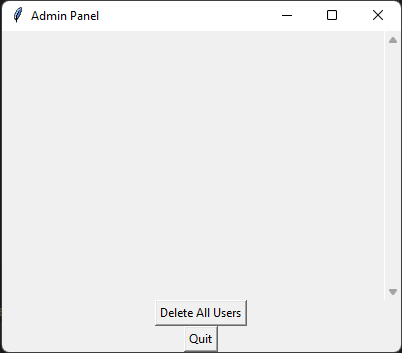 Admin Panel
Delete All Users
Quit